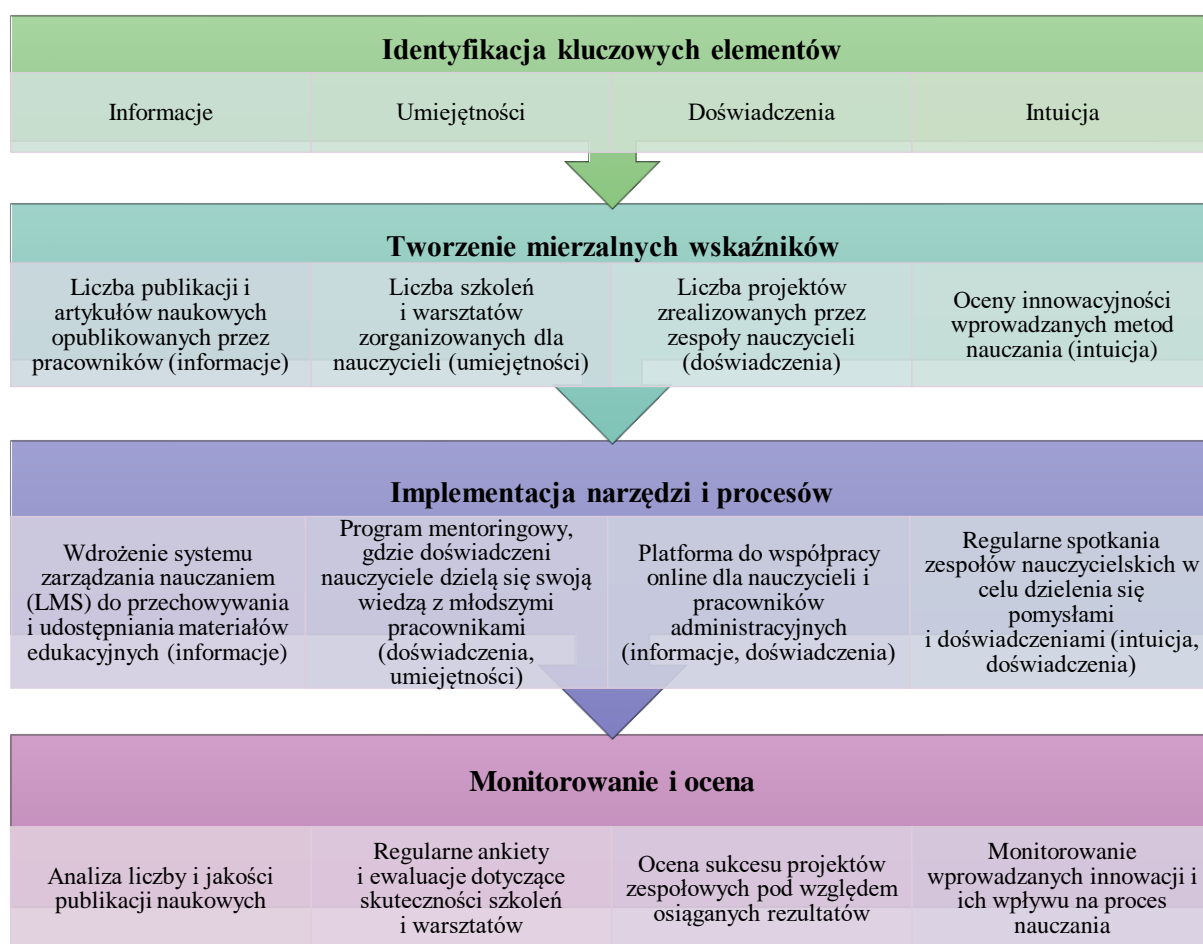 Identyfikacja kluczowych elementów
Informacje
Umiejętności
Doświadczenia
Intuicja
Tworzenie mierzalnych wskaźników
Liczba publikacji i
artykułów naukowych
opublikowanych przez
pracowników (informacje)
Liczba szkoleń
i warsztatów
zorganizowanych dla
nauczycieli (umiejętności)
Liczba projektów
zrealizowanych przez
zespoły nauczycieli
(doświadczenia)
Oceny innowacyjności
wprowadzanych metod
nauczania (intuicja)
Implementacja narzędzi i procesów
Wdrożenie systemu
zarządzania nauczaniem
(LMS) do przechowywania
i udostępniania materiałów
edukacyjnych (informacje)
Program mentoringowy,
gdzie doświadczeni
nauczyciele dzielą się swoją
wiedzą z młodszymi
pracownikami
(doświadczenia,
umiejętności)
Platforma do współpracy
online dla nauczycieli i
pracowników
administracyjnych
(informacje, doświadczenia)
Regularne spotkania
zespołów nauczycielskich w
celu dzielenia się
pomysłami
i doświadczeniami (intuicja,
doświadczenia)
Monitorowanie i ocena
Analiza liczby i jakości
publikacji naukowych
Regularne ankiety
i ewaluacje dotyczące
skuteczności szkoleń
i warsztatów
Ocena sukcesu projektów
zespołowych pod względem
osiąganych rezultatów
Monitorowanie
wprowadzanych innowacji i
ich wpływu na proces
nauczania